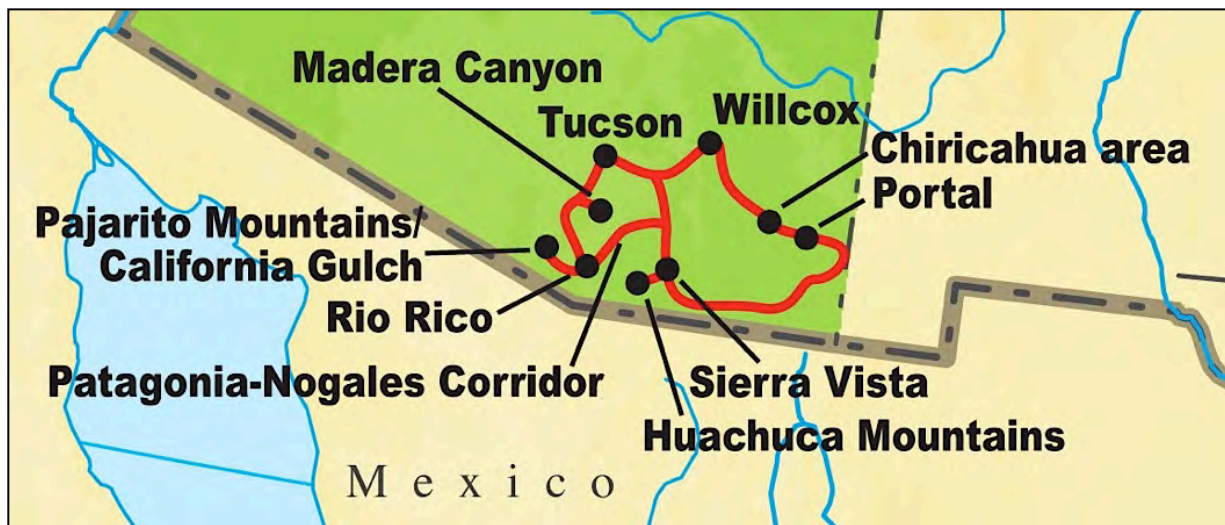 Madera Canyon
Tucson
Willcox
Chiricahua area
Portal
Pajarito Mountains/
California Gulch
Rio Rico
Patagonia-Nogales Corridor
Sierra Vista
Huachuca Mountains
Mexico